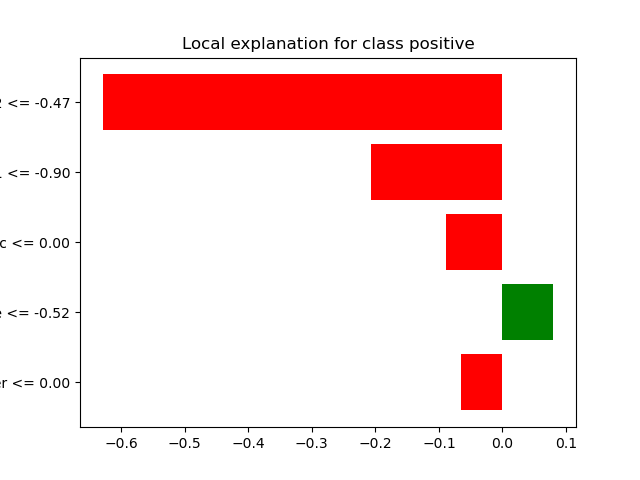 Local explanation for class positive
2 <= -0.47
<= -0.90
c <= 0.00
e <= -0.52
er <= 0.00
−0.6 −0.5 −0.4 −0.3 −0.2 −0.1 0.0 0.1